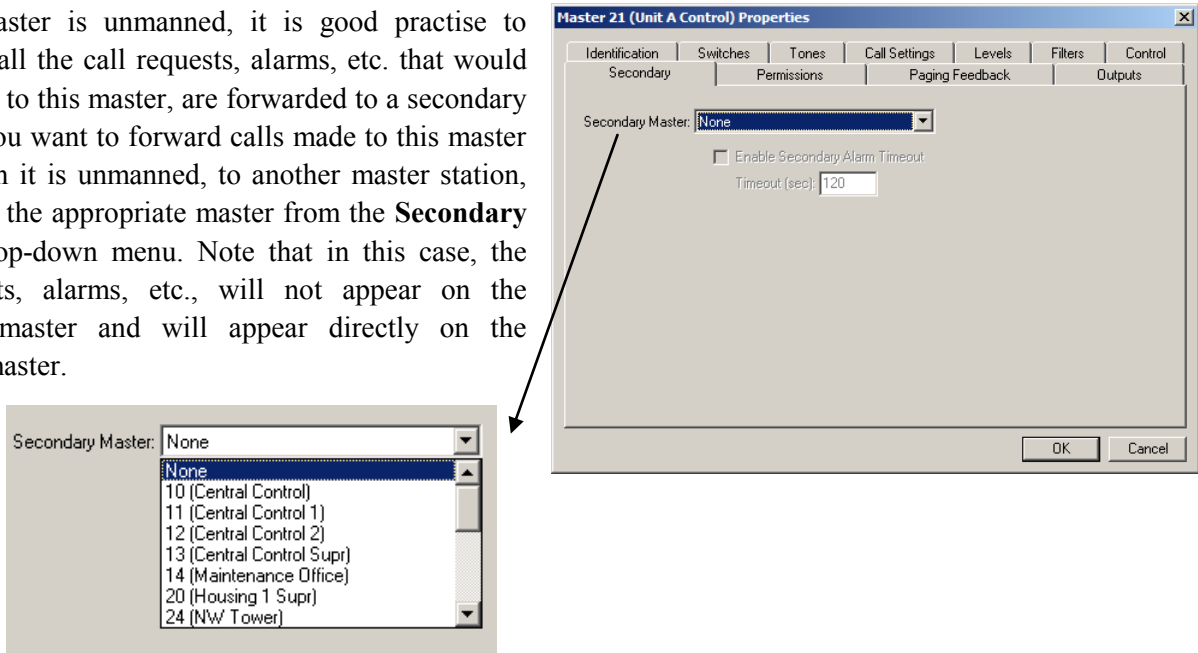 aster is unmanned, it is good practise to
all the call requests, alarms, etc. that would
to this master, are forwarded to a secondary
ou want to forward calls made to this master
n it is unmanned, to another master station,
the appropriate master from the Secondary
op-down menu. Note that in this case, the
ts, alarms, etc., will not appear on the
master and will appear directly on the
naster.
Master 21 (Unit A Control) Properties
Identification Switches Tones Call Settings Levels Filters Control
Secondary Permissions Paging Feedback Outputs
Secondary Master: None
Enable Secondary Alarm Timeout
Timeout (sec): 120
OK Cancel
Secondary Master: None
None
10 (Central Control)
11 (Central Control 1)
12 (Central Control 2)
13 (Central Control Supr)
14 (Maintenance Office)
20 (Housing 1 Supr)
24 (NW Tower)